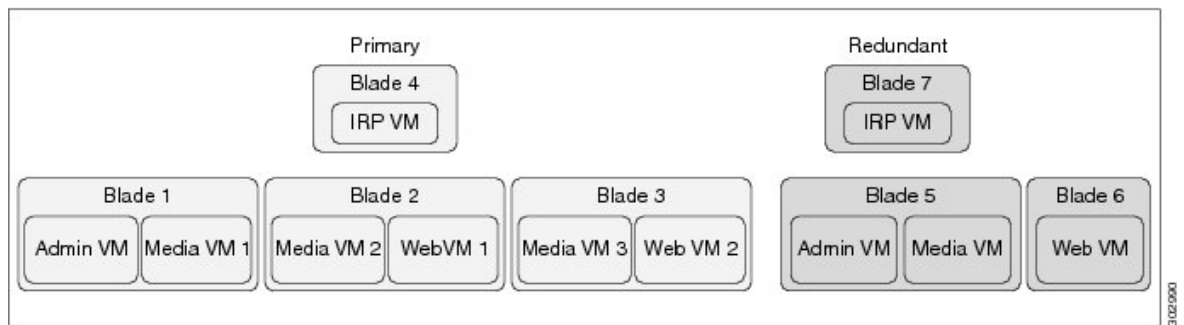 Primary
Redundant
Blade 4
IRP VM
Blade 7
IRP VM
Blade 1
Admin VM
Media VM 1
Blade 2
Media VM 2
WebVM 1
Blade 3
Media VM 3
Web VM 2
Blade 5
Admin VM
Media VM
Blade 6
Web VM
302990